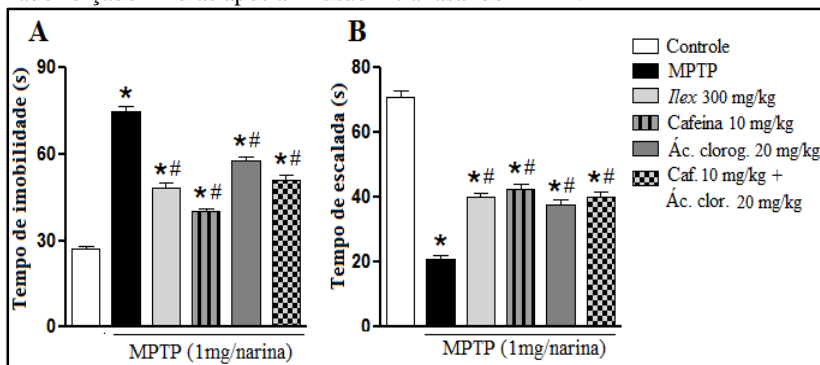 A
B
Tempo de imobilidade (s)
90
60
30
0
*
*#
*#
*#
*#
MPTP (1mg/narina)
Tempo de escalada (s)
80
60
40
20
0
*
*#
*#
*#
*#
MPTP (1mg/narina)
Controle
MPTP
Ilex 300 mg/kg
Cafeína 10 mg/kg
Ác. clorog. 20 mg/kg
Caf. 10 mg/kg +
Ác. clor. 20 mg/kg